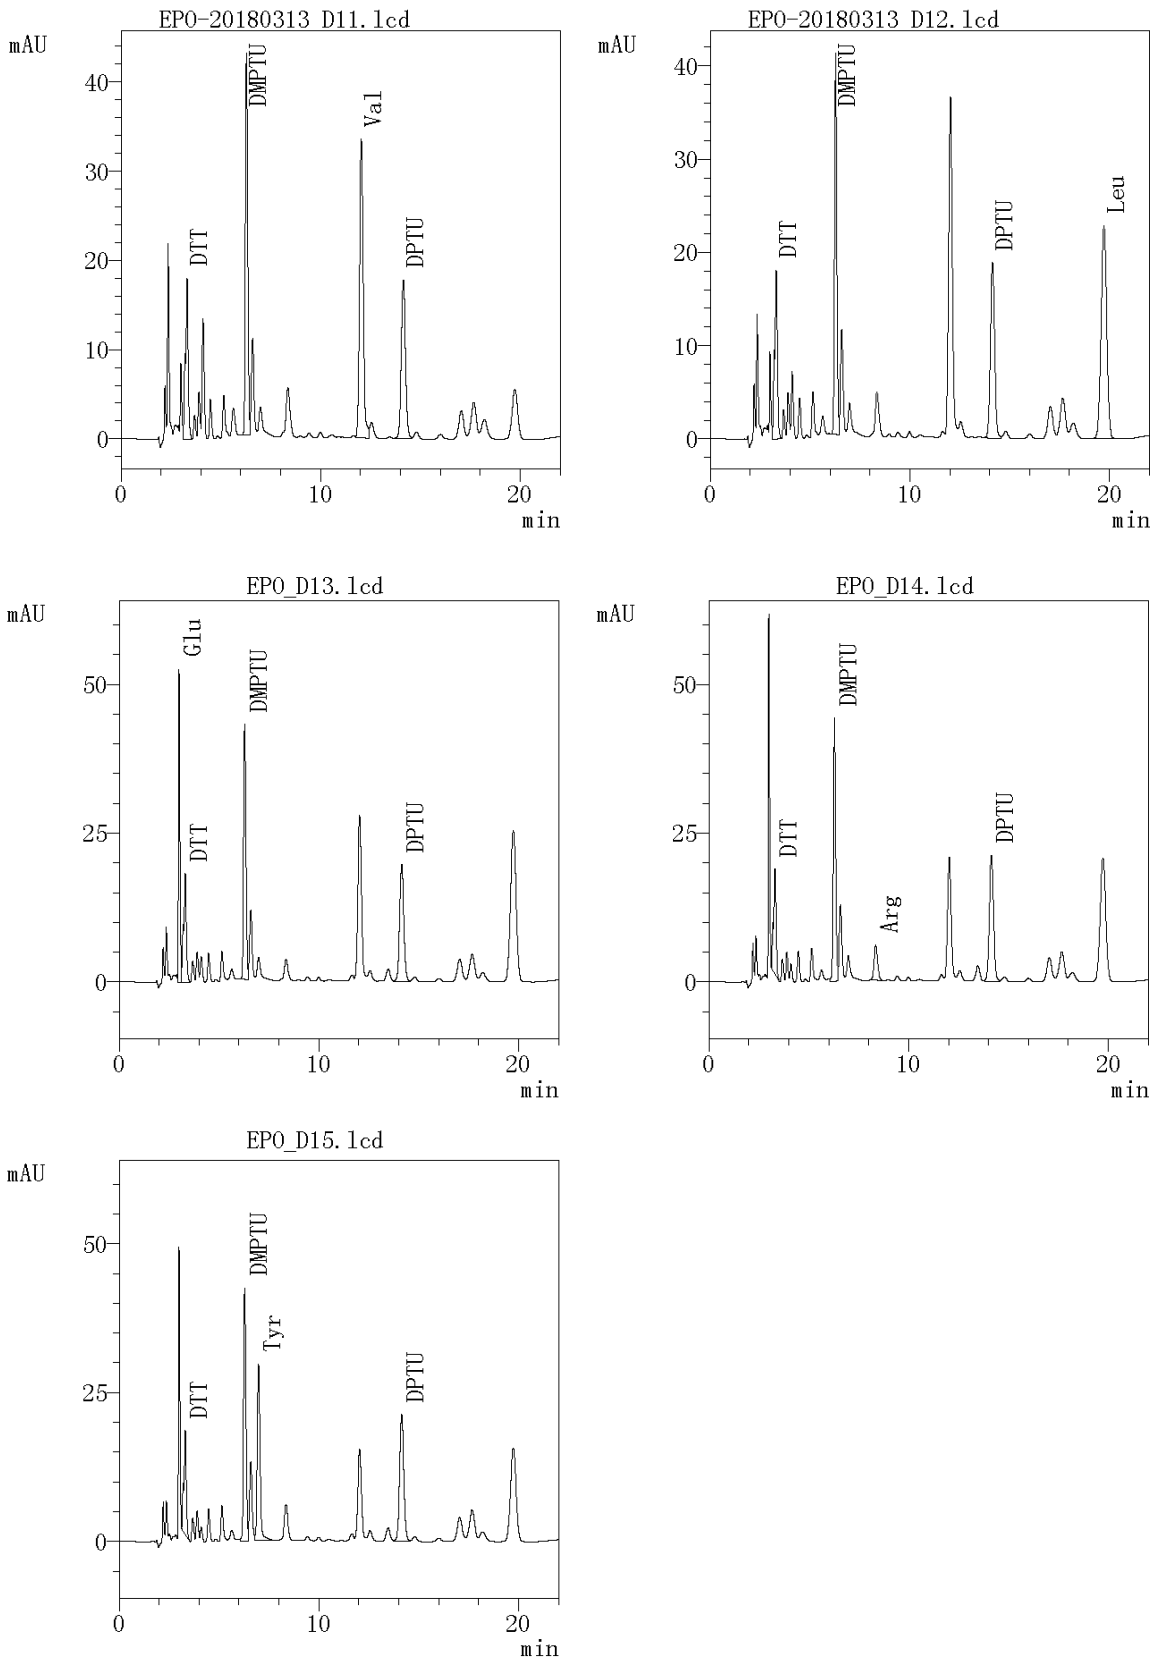 EPO-20180313 D11.lcd
mAU
DMPTU
Val
DTT
DPTU
40
30
20
10
0
0 10 20
min
EPO-20180313 D12.lcd
mAU
DMPTU
Leu
DTT
DPTU
40
30
20
10
0
0 10 20
min
EPO_D13.lcd
mAU
Glu
DMPTU
DTT
DPTU
50
25
0
0 10 20
min
EPO_D14.lcd
mAU
DMPTU
DTT
DPTU
Arg
50
25
0
0 10 20
min
EPO_D15.lcd
mAU
DMPTU
Tyr
DTT
DPTU
50
25
0
0 10 20
min